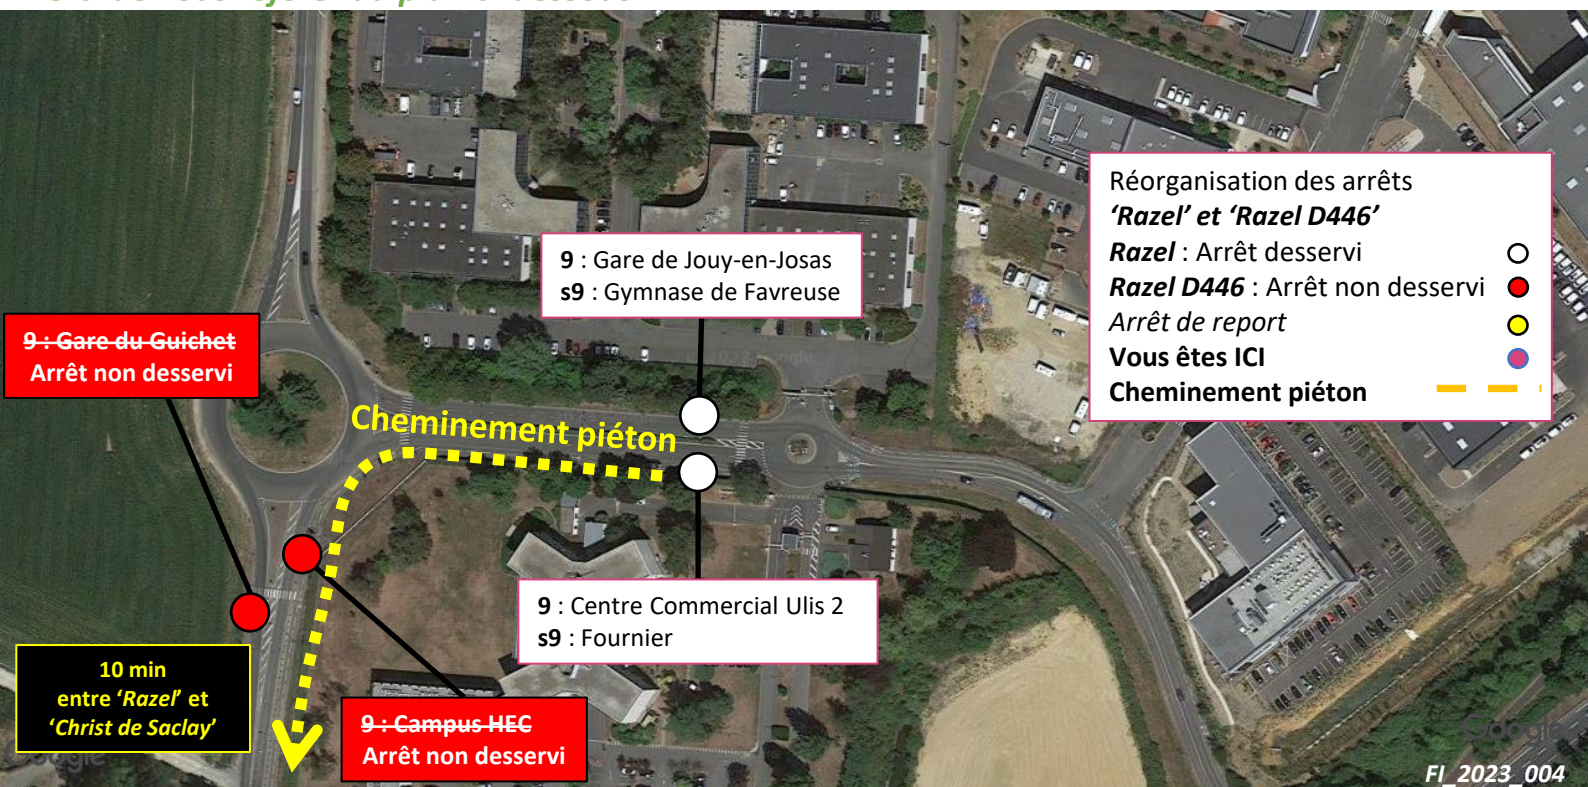 Réorganisation des arrêts
‘Razel’ et ‘Razel D446’
Razel : Arrêt desservi
Razel D446 : Arrêt non desservi
Arrêt de report
Vous êtes ICI
Cheminement piéton
9 : Gare de Jouy-en-Josas
s9 : Gymnase de Favreuse
9 : Gare du Guichet
Arrêt non desservi
Cheminement piéton
9 : Centre Commercial Ulis 2
s9 : Fournier
10 min
entre ‘Razel’ et
‘Christ de Saclay’
9 : Campus HEC
Arrêt non desservi
Google
Google
FI_2023_004